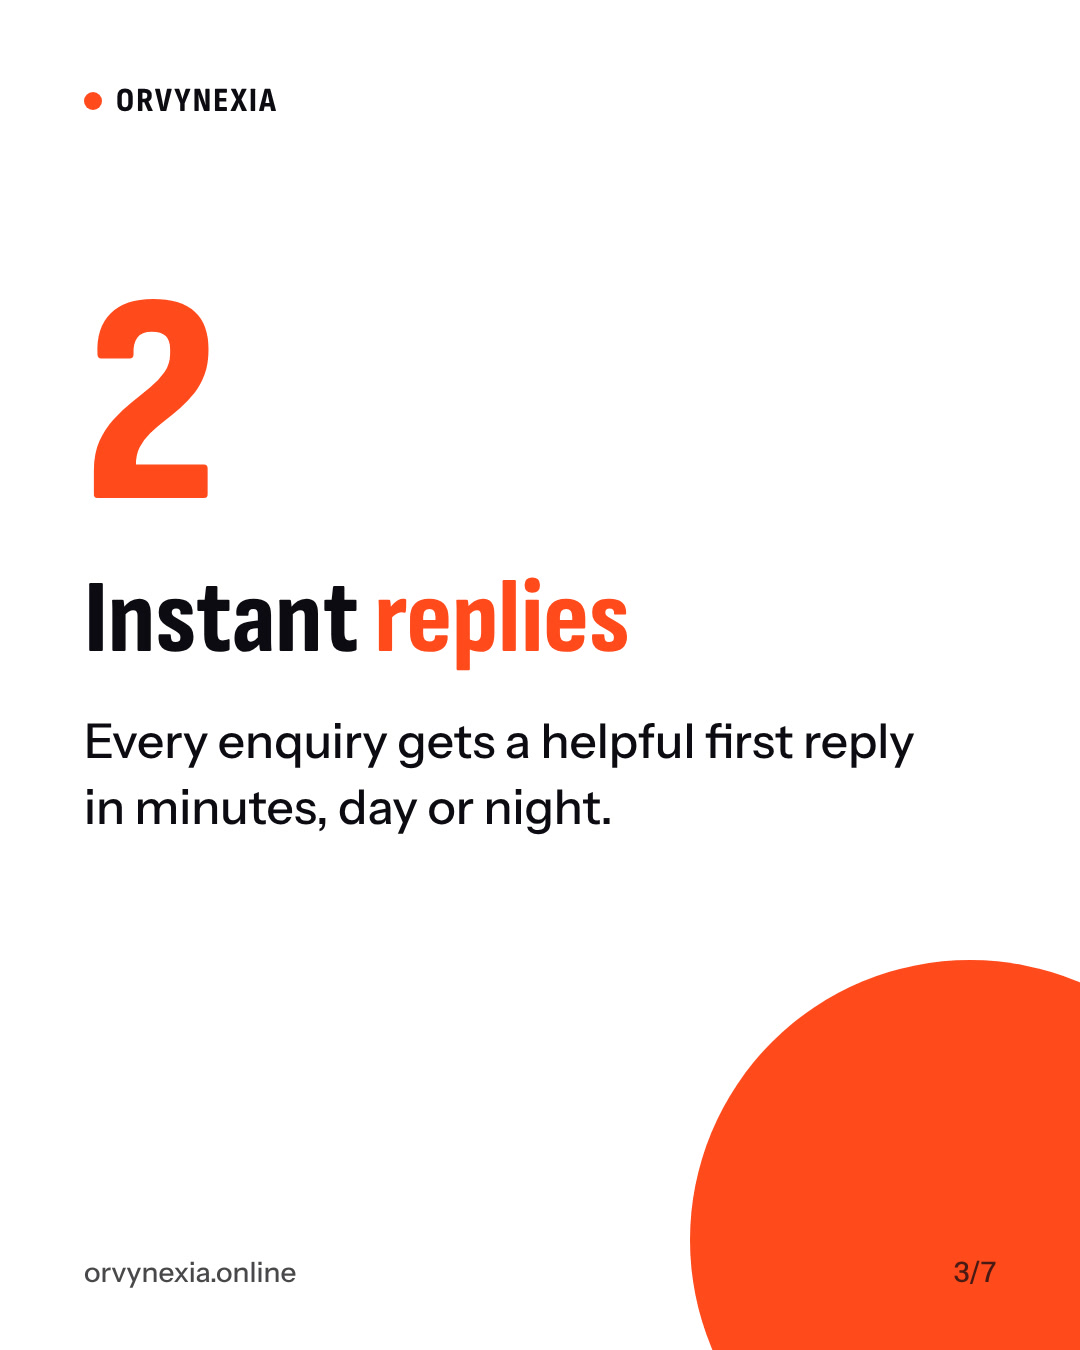 ORVYNEXIA
2
Instant replies
Every enquiry gets a helpful first reply
in minutes, day or night.
orvynexia.online
3/7